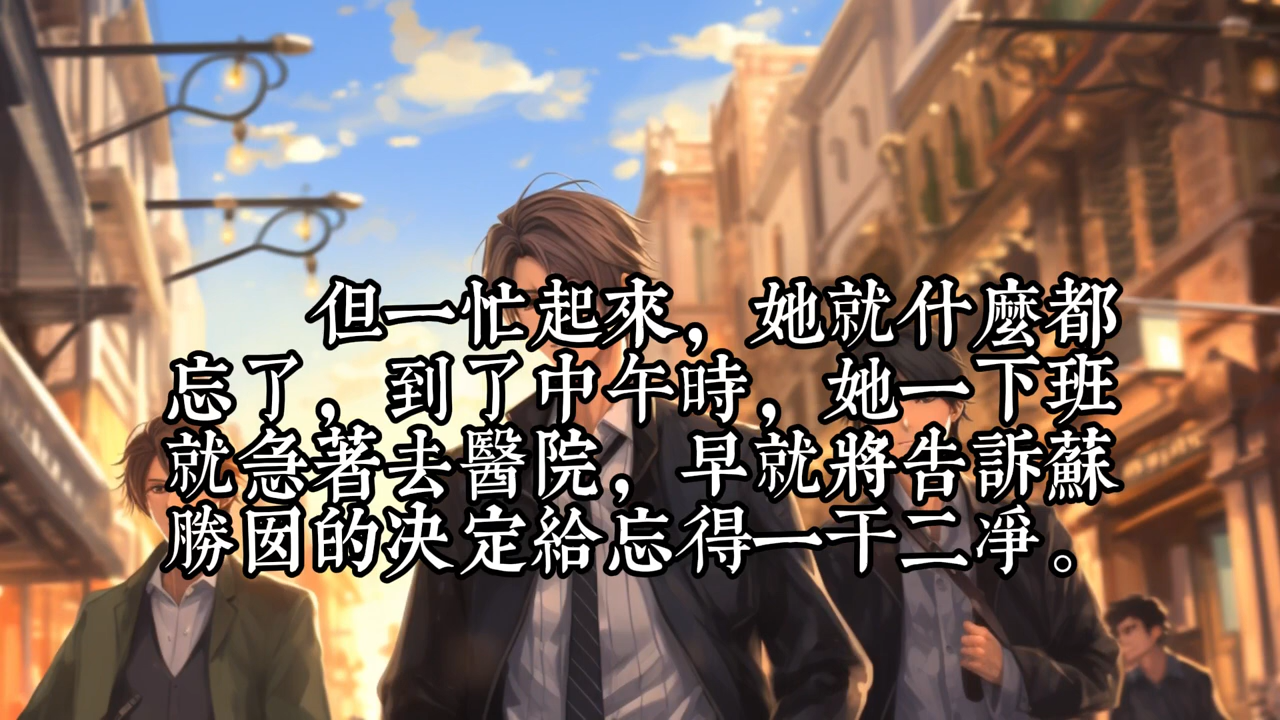 但一忙起來，她就什麼都
忘了，到了中午時，她一下班
就急著去醫院，早就將告訴蘇
勝囡的决定給忘得一干二凈。